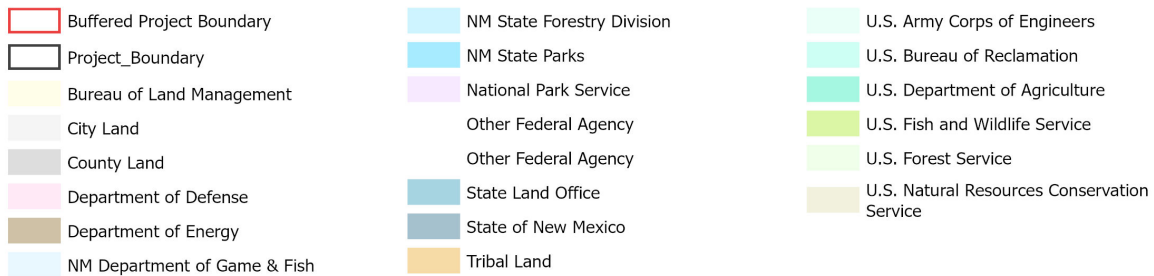 Buffered Project Boundary
Project_Boundary
Bureau of Land Management
City Land
County Land
Department of Defense
Department of Energy
NM Department of Game & Fish
NM State Forestry Division
NM State Parks
National Park Service
Other Federal Agency
Other Federal Agency
State Land Office
State of New Mexico
Tribal Land
U.S. Army Corps of Engineers
U.S. Bureau of Reclamation
U.S. Department of Agriculture
U.S. Fish and Wildlife Service
U.S. Forest Service
U.S. Natural Resources Conservation
Service